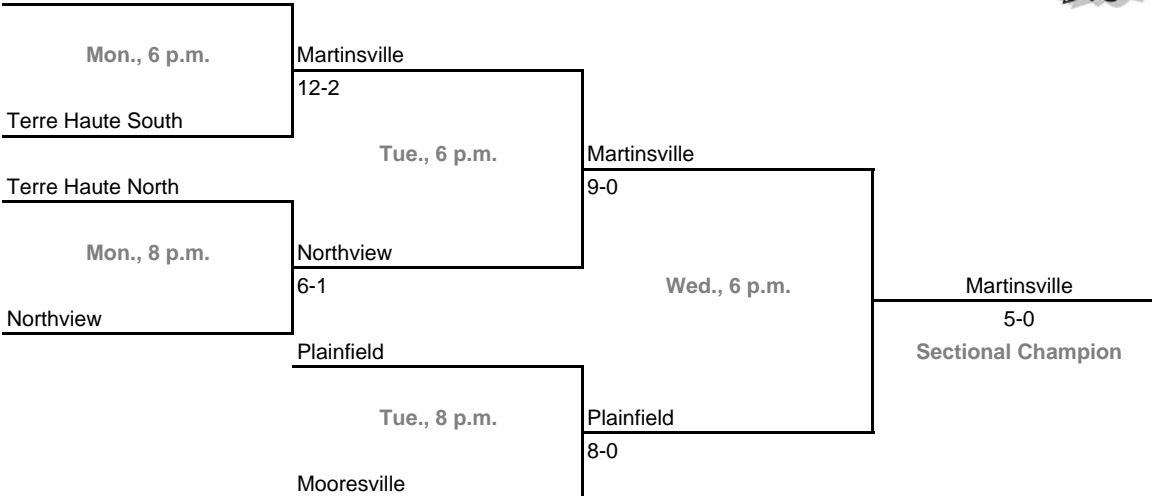 Mon., 6 p.m.
Martinsville
12-2
Terre Haute South
Tue., 6 p.m.
Martinsville
9-0
Terre Haute North
Mon., 8 p.m.
Northview
6-1
Northview
Wed., 6 p.m.
Martinsville
5-0
Sectional Champion
Plainfield
Tue., 8 p.m.
Plainfield
8-0
Mooresville